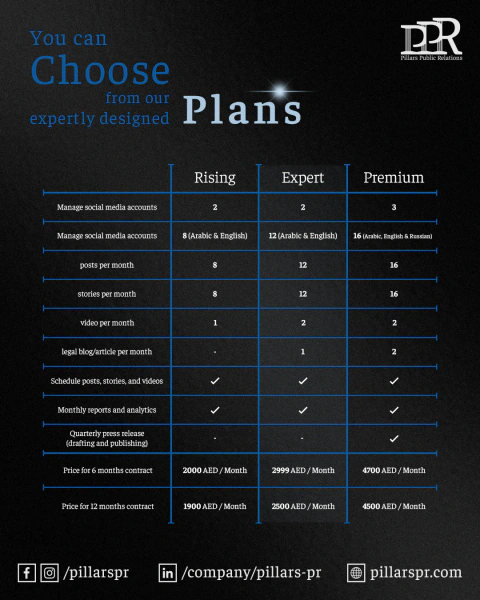 You can
Choose
from our
expertly designed
Plans
PPR
Pillars Public Relations
Rising Expert Premium
Manage social media accounts 2 2 3
Manage social media accounts 8 (Arabic & English) 12 (Arabic & English) 16 (Arabic, English & Russian)
posts per month 8 12 16
stories per month 8 12 16
video per month 1 2 2
legal blog/article per month - 1 2
Schedule posts, stories, and videos ✓ ✓ ✓
Monthly reports and analytics ✓ ✓ ✓
Quarterly press release
(drafting and publishing) - - ✓
Price for 6 months contract 2000 AED / Month 2999 AED / Month 4700 AED / Month
Price for 12 months contract 1900 AED / Month 2500 AED / Month 4500 AED / Month
/pillarspr /company/pillars-pr pillarspr.com